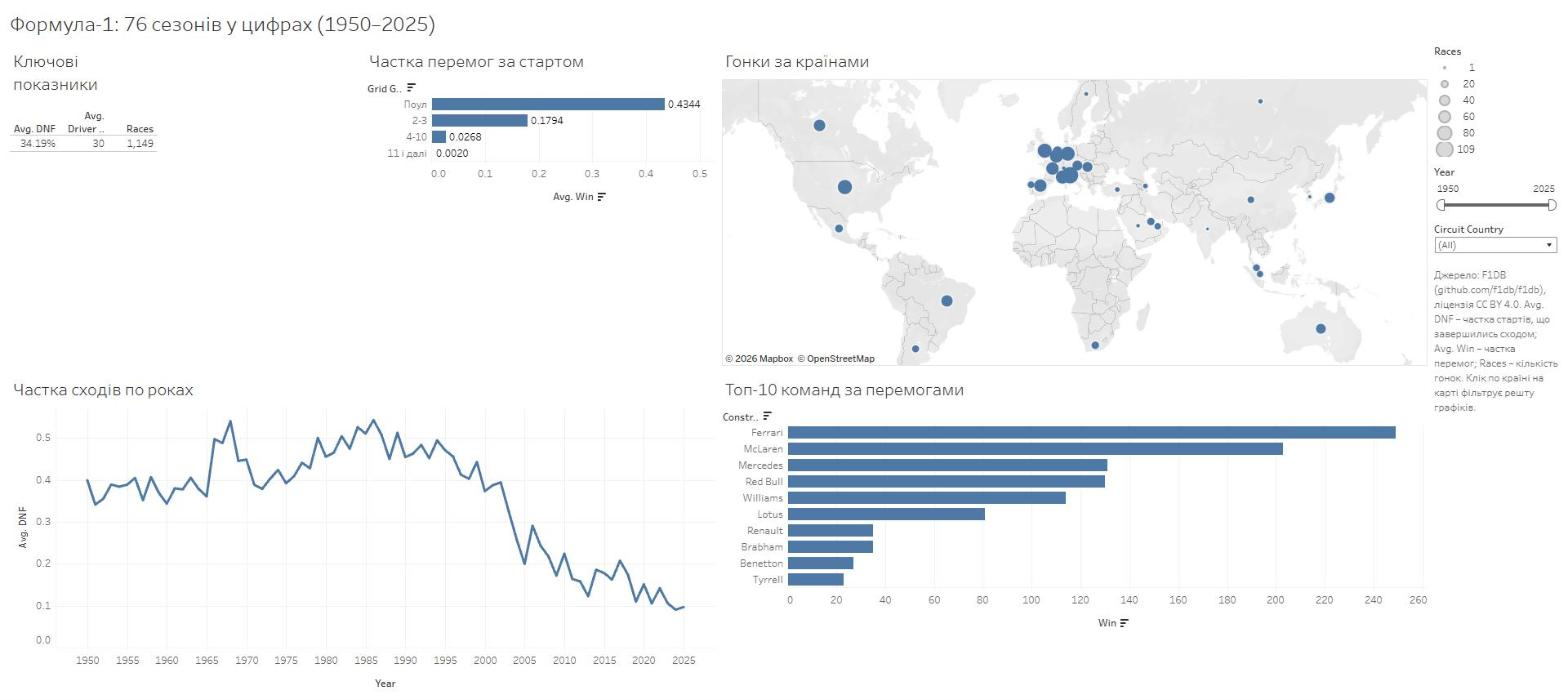 Формула-1: 76 сезонів у цифрах (1950–2025)
Ключові
показники
Avg. DNF
Avg.
Driver ..
Races
34.19%
30
1,149
Частка перемог за стартом
Grid G..
Поул
0.4344
2-3
0.1794
4-10
0.0268
11 і далі
0.0020
0.0
0.1
0.2
0.3
0.4
0.5
Avg. Win
Гонки за країнами
© 2026 Mapbox © OpenStreetMap
Races
1
20
40
60
80
109
Year
1950
2025
Circuit Country
(All)
Джерело: F1DB
(github.com/f1db/f1db),
ліцензія CC BY 4.0. Avg.
DNF – частка стартів, що
завершились сходом;
Avg. Win – частка
перемог; Races – кількість
гонок. Клік по країні на
карті фільтрує решту
графіків.
Частка сходів по роках
Avg. DNF
0.5
0.4
0.3
0.2
0.1
0.0
1950
1955
1960
1965
1970
1975
1980
1985
1990
1995
2000
2005
2010
2015
2020
2025
Year
Топ-10 команд за перемогами
Constr..
Ferrari
McLaren
Mercedes
Red Bull
Williams
Lotus
Renault
Brabham
Benetton
Tyrrell
0
20
40
60
80
100
120
140
160
180
200
220
240
260
Win